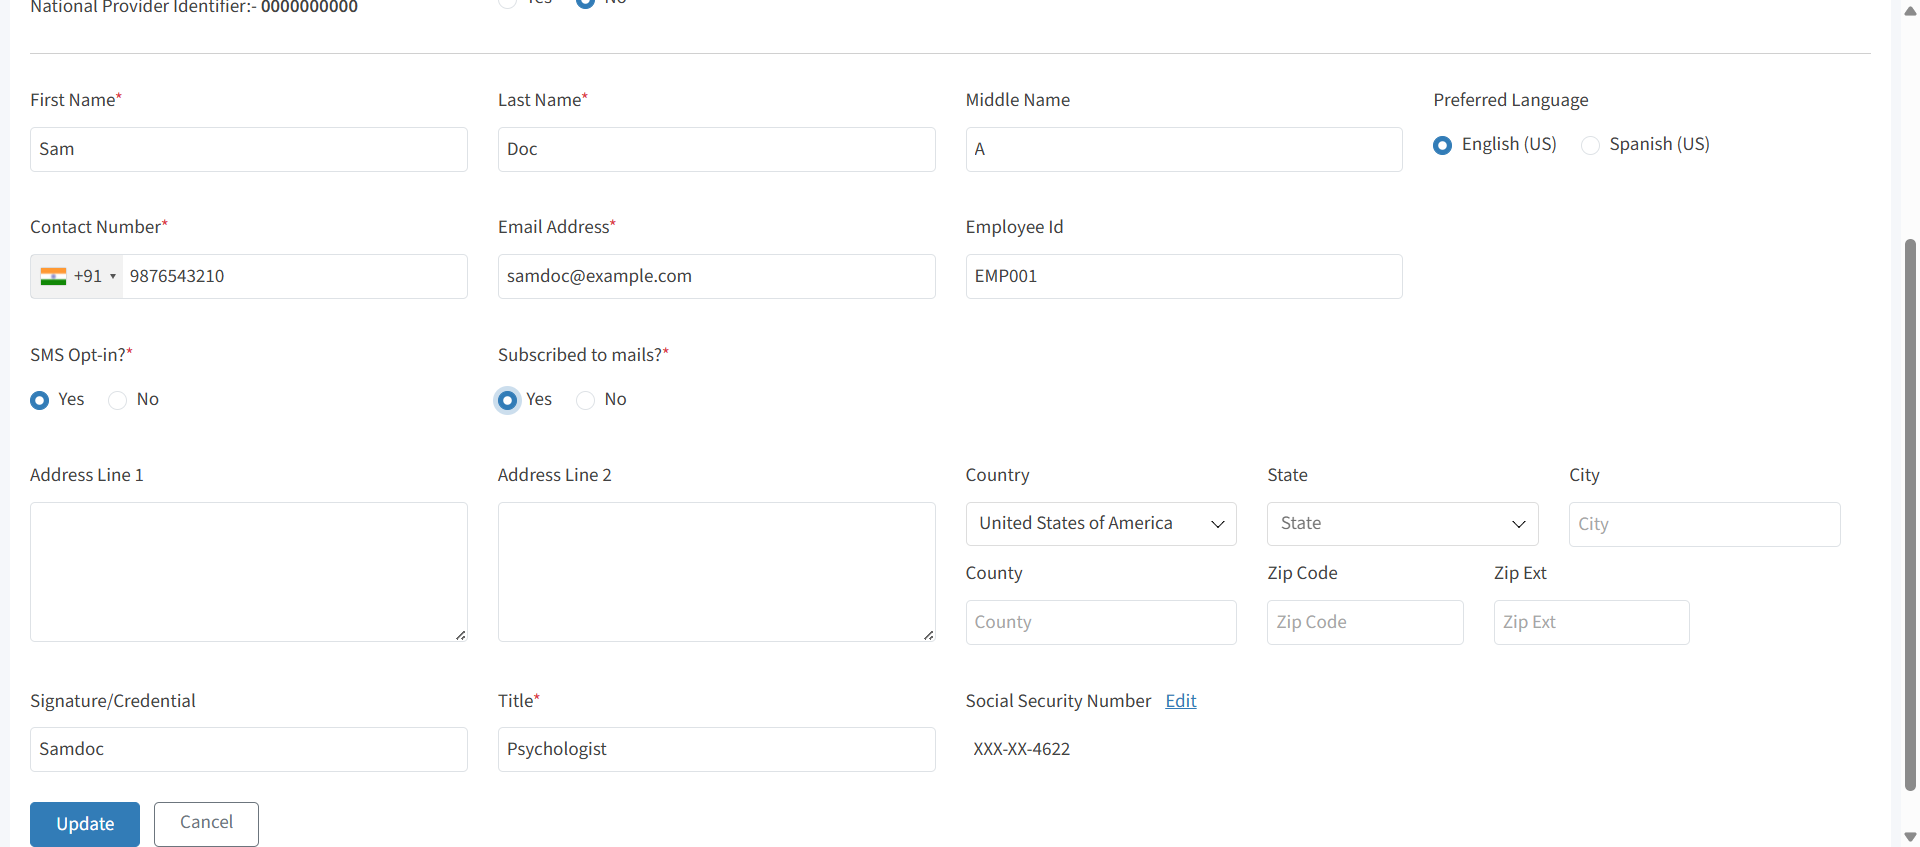 National Provider Identifier:- 0000000000 Yes No
First Name* Last Name* Middle Name Preferred Language
Sam Doc A English (US) Spanish (US)
Contact Number* Email Address* Employee Id
+91 9876543210 samdoc@example.com EMP001
SMS Opt-in?* Subscribed to mails?*
Yes No Yes No
Address Line 1 Address Line 2 Country State City
United States of America State City
County Zip Code Zip Ext
County Zip Code Zip Ext
Signature/Credential Title* Social Security Number Edit
Samdoc Psychologist XXX-XX-4622
Update Cancel